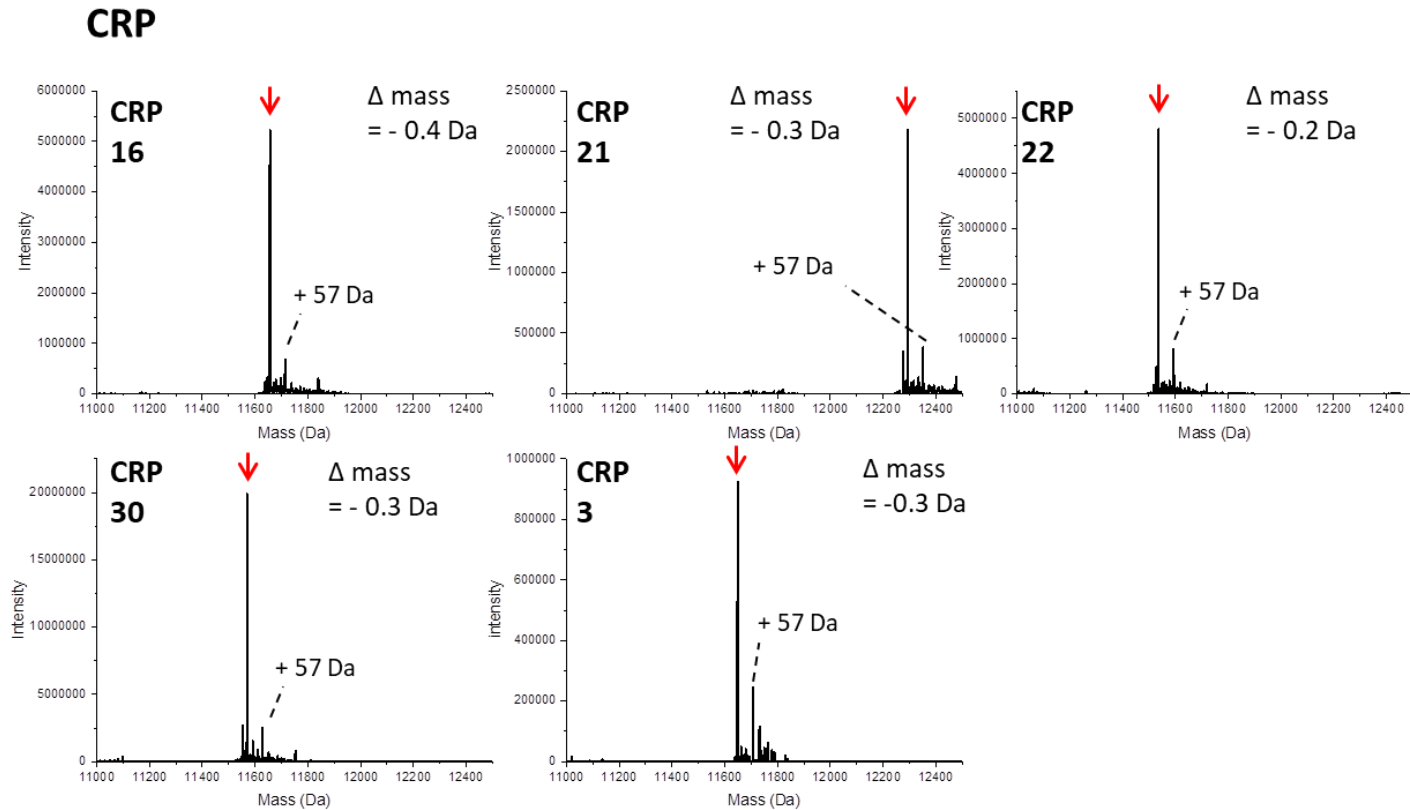 CRP
CRP
16
Δ mass
= - 0.4 Da
+ 57 Da
6000000
5000000
4000000
3000000
2000000
1000000
0
Intensity
11000 11200 11400 11600 11800 12000 12200 12400
Mass (Da)
CRP
21
Δ mass
= - 0.3 Da
+ 57 Da
2500000
2000000
1500000
1000000
500000
0
Intensity
11000 11200 11400 11600 11800 12000 12200 12400
Mass (Da)
CRP
22
Δ mass
= - 0.2 Da
+ 57 Da
5000000
4000000
3000000
2000000
1000000
0
Intensity
11000 11200 11400 11600 11800 12000 12200 12400
Mass (Da)
CRP
30
Δ mass
= - 0.3 Da
+ 57 Da
20000000
15000000
10000000
5000000
0
Intensity
11000 11200 11400 11600 11800 12000 12200 12400
Mass (Da)
CRP
3
Δ mass
= -0.3 Da
+ 57 Da
1000000
800000
600000
400000
200000
0
intensity
11000 11200 11400 11600 11800 12000 12200 12400
Mass (Da)